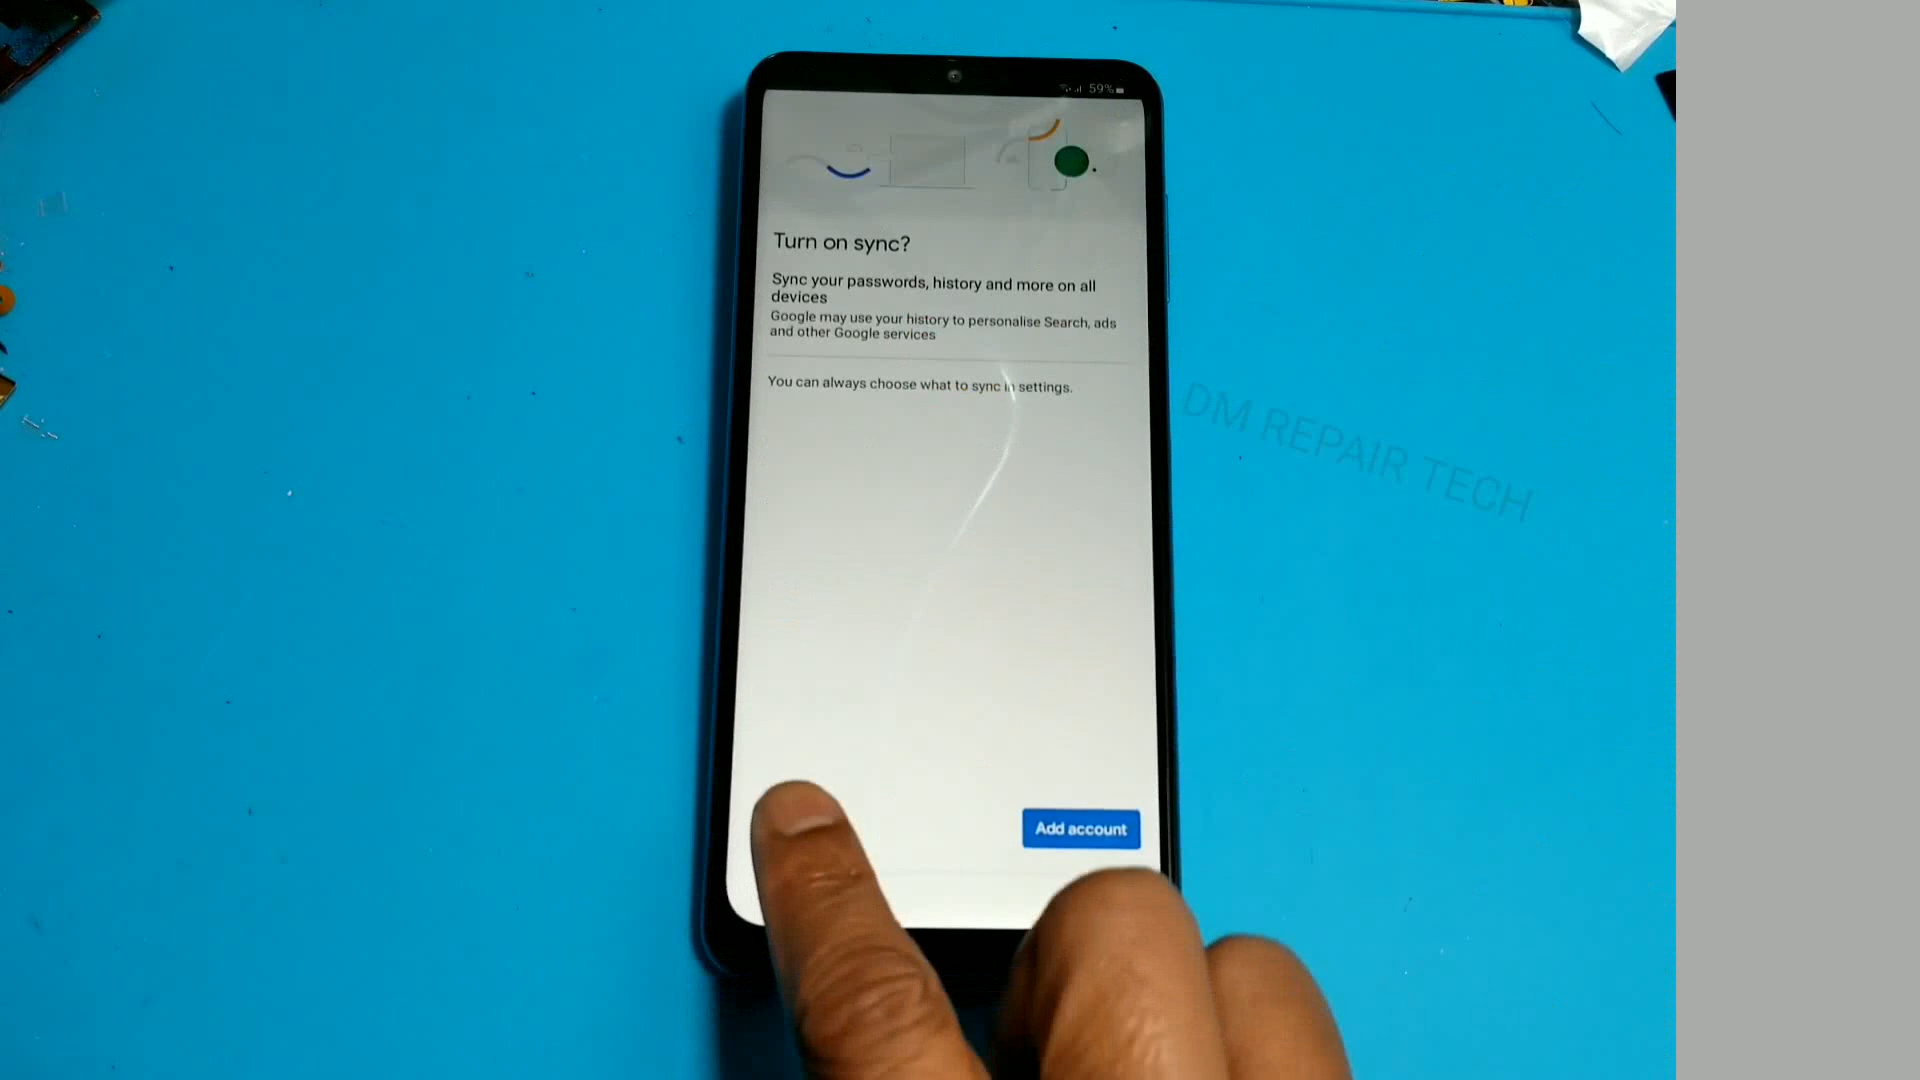 59%
Turn on sync?
Sync your passwords, history and more on all
devices
Google may use your history to personalise Search, ads
and other Google services
You can always choose what to sync in settings.
DM REPAIR TECH
Add account